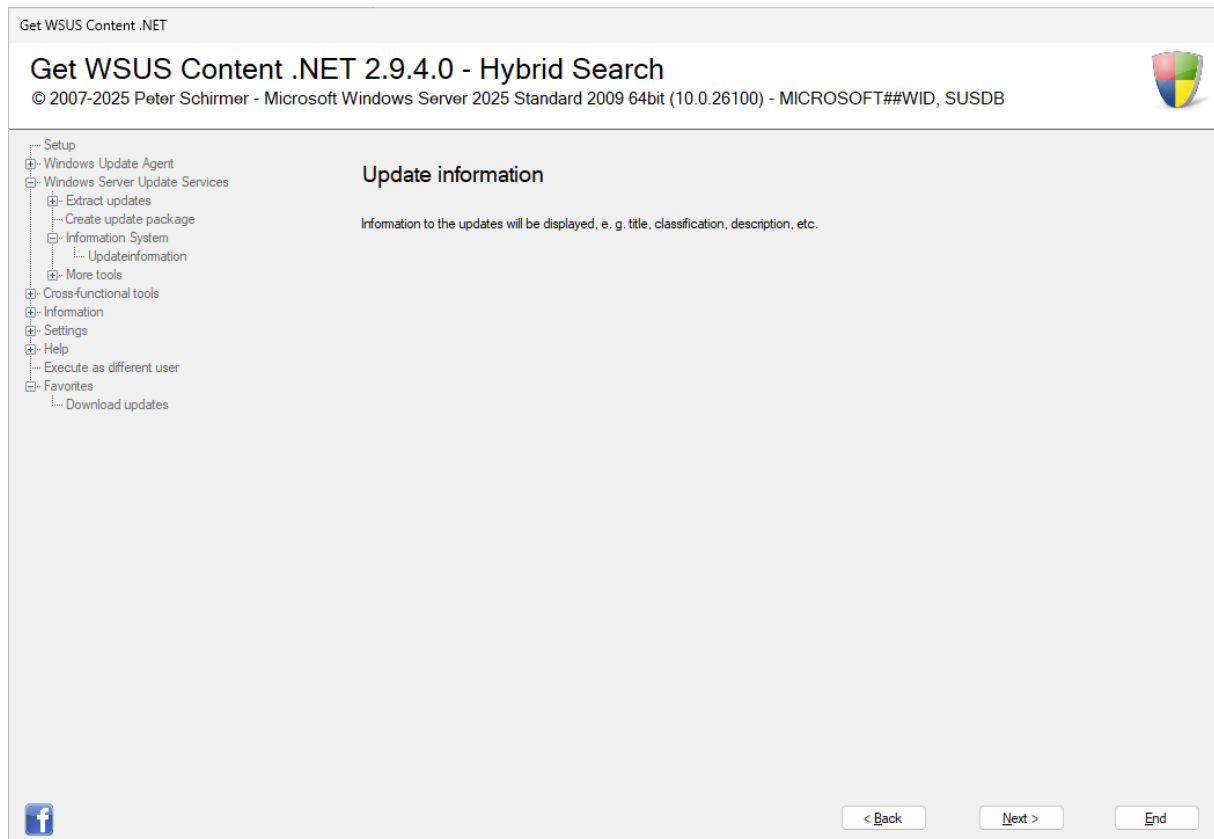 Get WSUS Content .NET
Get WSUS Content .NET 2.9.4.0 - Hybrid Search
© 2007-2025 Peter Schirmer - Microsoft Windows Server 2025 Standard 2009 64bit (10.0.26100) - MICROSOFT##WID, SUSDB
Setup
Windows Update Agent
Windows Server Update Services
Extract updates
Create update package
Information System
Updateinformation
More tools
Cross-functional tools
Information
Settings
Help
Execute as different user
Favorites
Download updates
Update information
Information to the updates will be displayed, e. g. title, classification, description, etc.
f
< Back
Next >
End